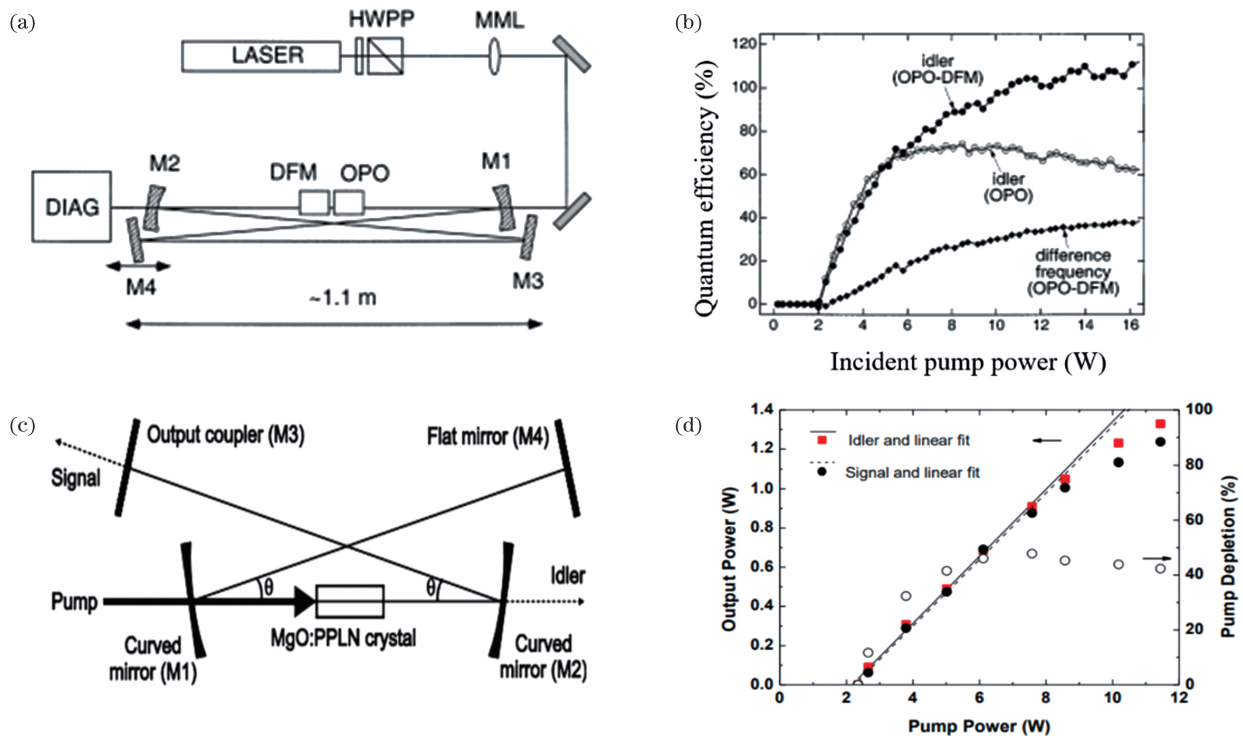 (a)
HWPP
MML
LASER
M2
DFM
OPO
M1
DIAG
M4
M3
~1.1 m
(b)
Quantum efficiency (%)
120
100
80
60
40
20
0
idler
(OPO-DFM)
idler
(OPO)
difference
frequency
(OPO-DFM)
0 2 4 6 8 10 12 14 16
Incident pump power (W)
(c)
Output coupler (M3)
Flat mirror (M4)
Signal
Idler
θ
θ
Pump
MgO:PPLN crystal
Curved
mirror (M1)
Curved
mirror (M2)
(d)
Output Power (W)
1.4
1.2
1.0
0.8
0.6
0.4
0.2
0.0
Idler and linear fit
Signal and linear fit
100
80
60
40
20
0
Pump Depletion (%)
0 2 4 6 8 10 12
Pump Power (W)